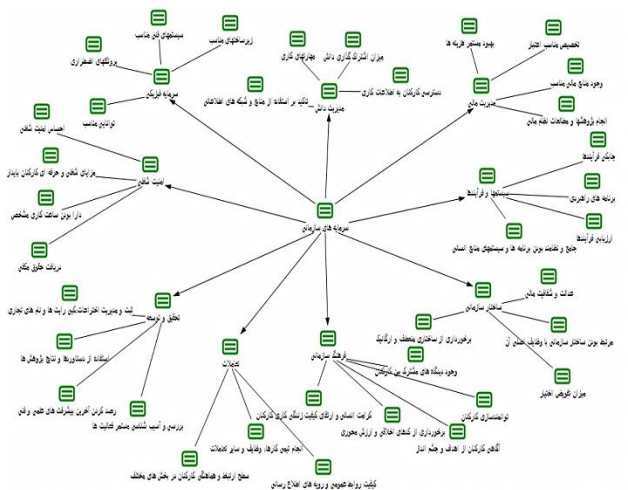 سیستمهای فنی مناسب
زیرساختهای مناسب
پروتکلهای اضطراری
سرمایه فیزیکی
توانایی مناسب
میزان اشتراک گذاری دانش
مهارتهای کاری
دسترسی کارکنان به اطلاعات کاری
مدیریت دانش
تاکید بر استفاده از منابع و شبکه های اطلاعاتی
بهبود مستمر هزینه ها
تخصیص مناسب اعتبار
وجود منابع مالی مناسب
مدیریت مالی
انجام پژوهشها و مطالعات نظام مالی
احساس امنیت شغلی
مزایای شغلی و حرفه ای کارکنان پایدار
امنیت شغلی
دارا بودن ساعت کاری مشخص
دریافت حقوق مکفی
چابکی فرآیندها
سیستمها و فرآیندها
برنامه های راهبردی
ارزیابی فرآیندها
جامع و نظامند بودن برنامه ها و سیستمهای منابع انسانی
سرمایه های سازمانی
ثبت و مدیریت اختراعات،کپی رایت ها و نام های تجاری
تحقیق و توسعه
استفاده از دستاوردها و نتایج پژوهش ها
رصد کردن آخرین پیشرفت های علمی و فنی
بررسی و آسیب شناسی مستمر فعالیت ها
عدالت و شفافیت مالی
ساختار سازمانی
برخورداری از ساختاری منعطف و ارگانیک
مرتبط بودن ساختار سازمانی با وظایف اصلی آن
میزان تفویض اختیار
تعاملات
انجام تیمی کارها، وظایف و سایر تعاملات
سطح ارتباط و هماهنگی کارکنان در بخش های مختلف
کیفیت روابط عمومی و رویه های اطلاع رسانی
فرهنگ سازمانی
وجود دیدگاه های مشترک بین کارکنان
کرامت انسانی و ارتقای کیفیت زندگی کاری کارکنان
برخورداری از کدهای اخلاقی و ارزش محوری
توانمندسازی کارکنان
آگاهی کارکنان از اهداف و چشم انداز